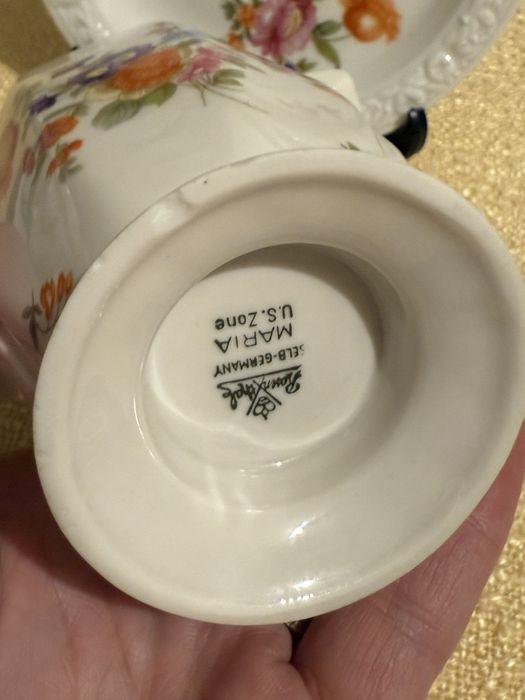 Rosenthal
SELB-GERMANY
MARIA
U.S. Zone